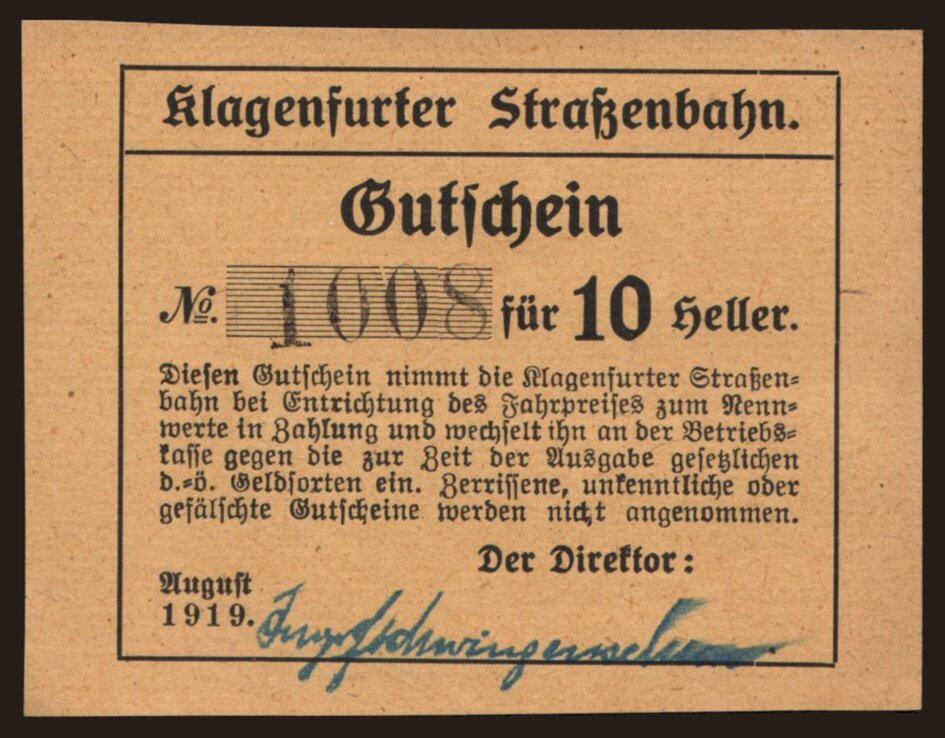 Klagenfurter Straßenbahn.
Gutschein
No. 1008 für 10 Heller.
Diesen Gutschein nimmt die Klagenfurter Straßen=
bahn bei Entrichtung des Fahrpreises zum Nenn=
werte in Zahlung und wechselt ihn an der Betriebs=
kasse gegen die zur Zeit der Ausgabe gesetzlichen
d.=ö. Geldsorten ein. Zerrissene, unkenntliche oder
gefälschte Gutscheine werden nicht angenommen.
Der Direktor:
August
1919.